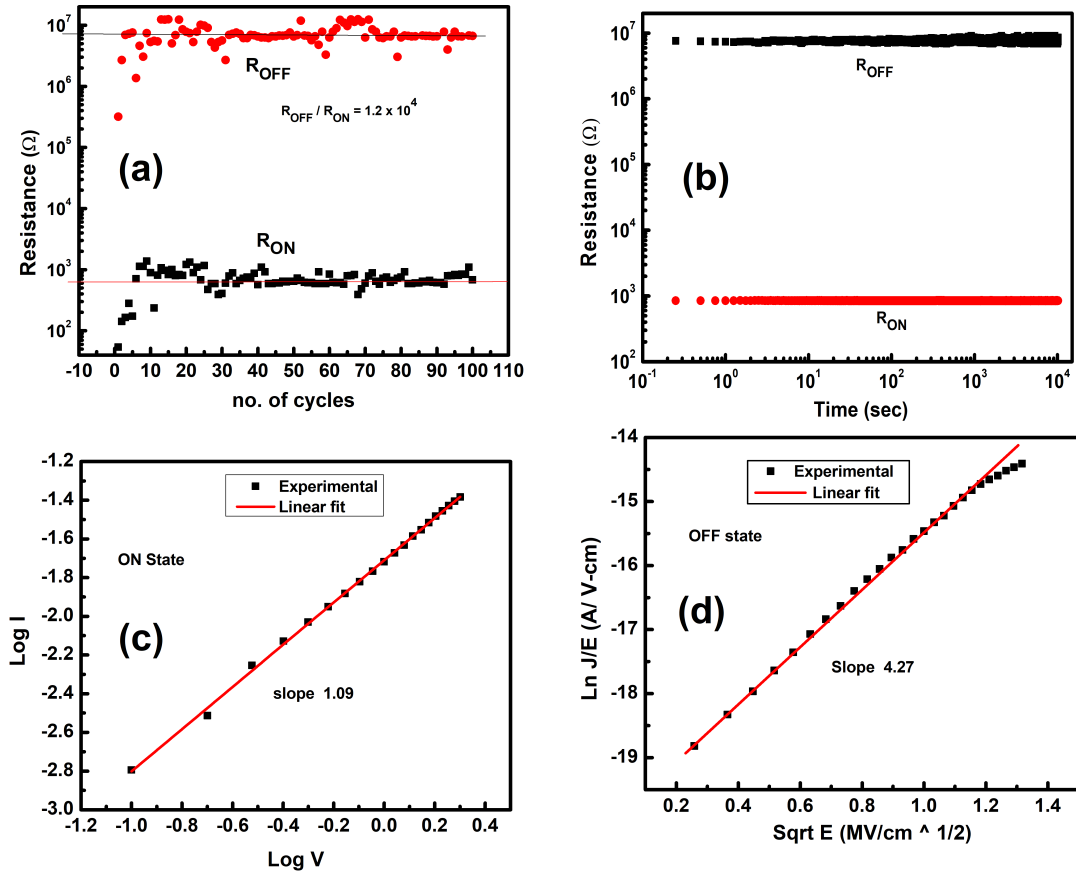 (a)
Resistance (Ω)
10^7
10^6
10^5
10^4
10^3
10^2
R_OFF
R_OFF / R_ON = 1.2 x 10^4
R_ON
-10 0 10 20 30 40 50 60 70 80 90 100 110
no. of cycles
(b)
Resistance (Ω)
10^8
10^7
10^6
10^5
10^4
10^3
10^2
R_OFF
R_ON
10^-1 10^0 10^1 10^2 10^3 10^4
Time (sec)
(c)
Log I
-1.2
-1.4
-1.6
-1.8
-2.0
-2.2
-2.4
-2.6
-2.8
-3.0
Experimental
Linear fit
ON State
slope 1.09
-1.2 -1.0 -0.8 -0.6 -0.4 -0.2 0.0 0.2 0.4
Log V
(d)
Ln J/E (A/ V-cm)
-14
-15
-16
-17
-18
-19
Experimental
Linear fit
OFF state
Slope 4.27
0.2 0.4 0.6 0.8 1.0 1.2 1.4
Sqrt E (MV/cm ^ 1/2)